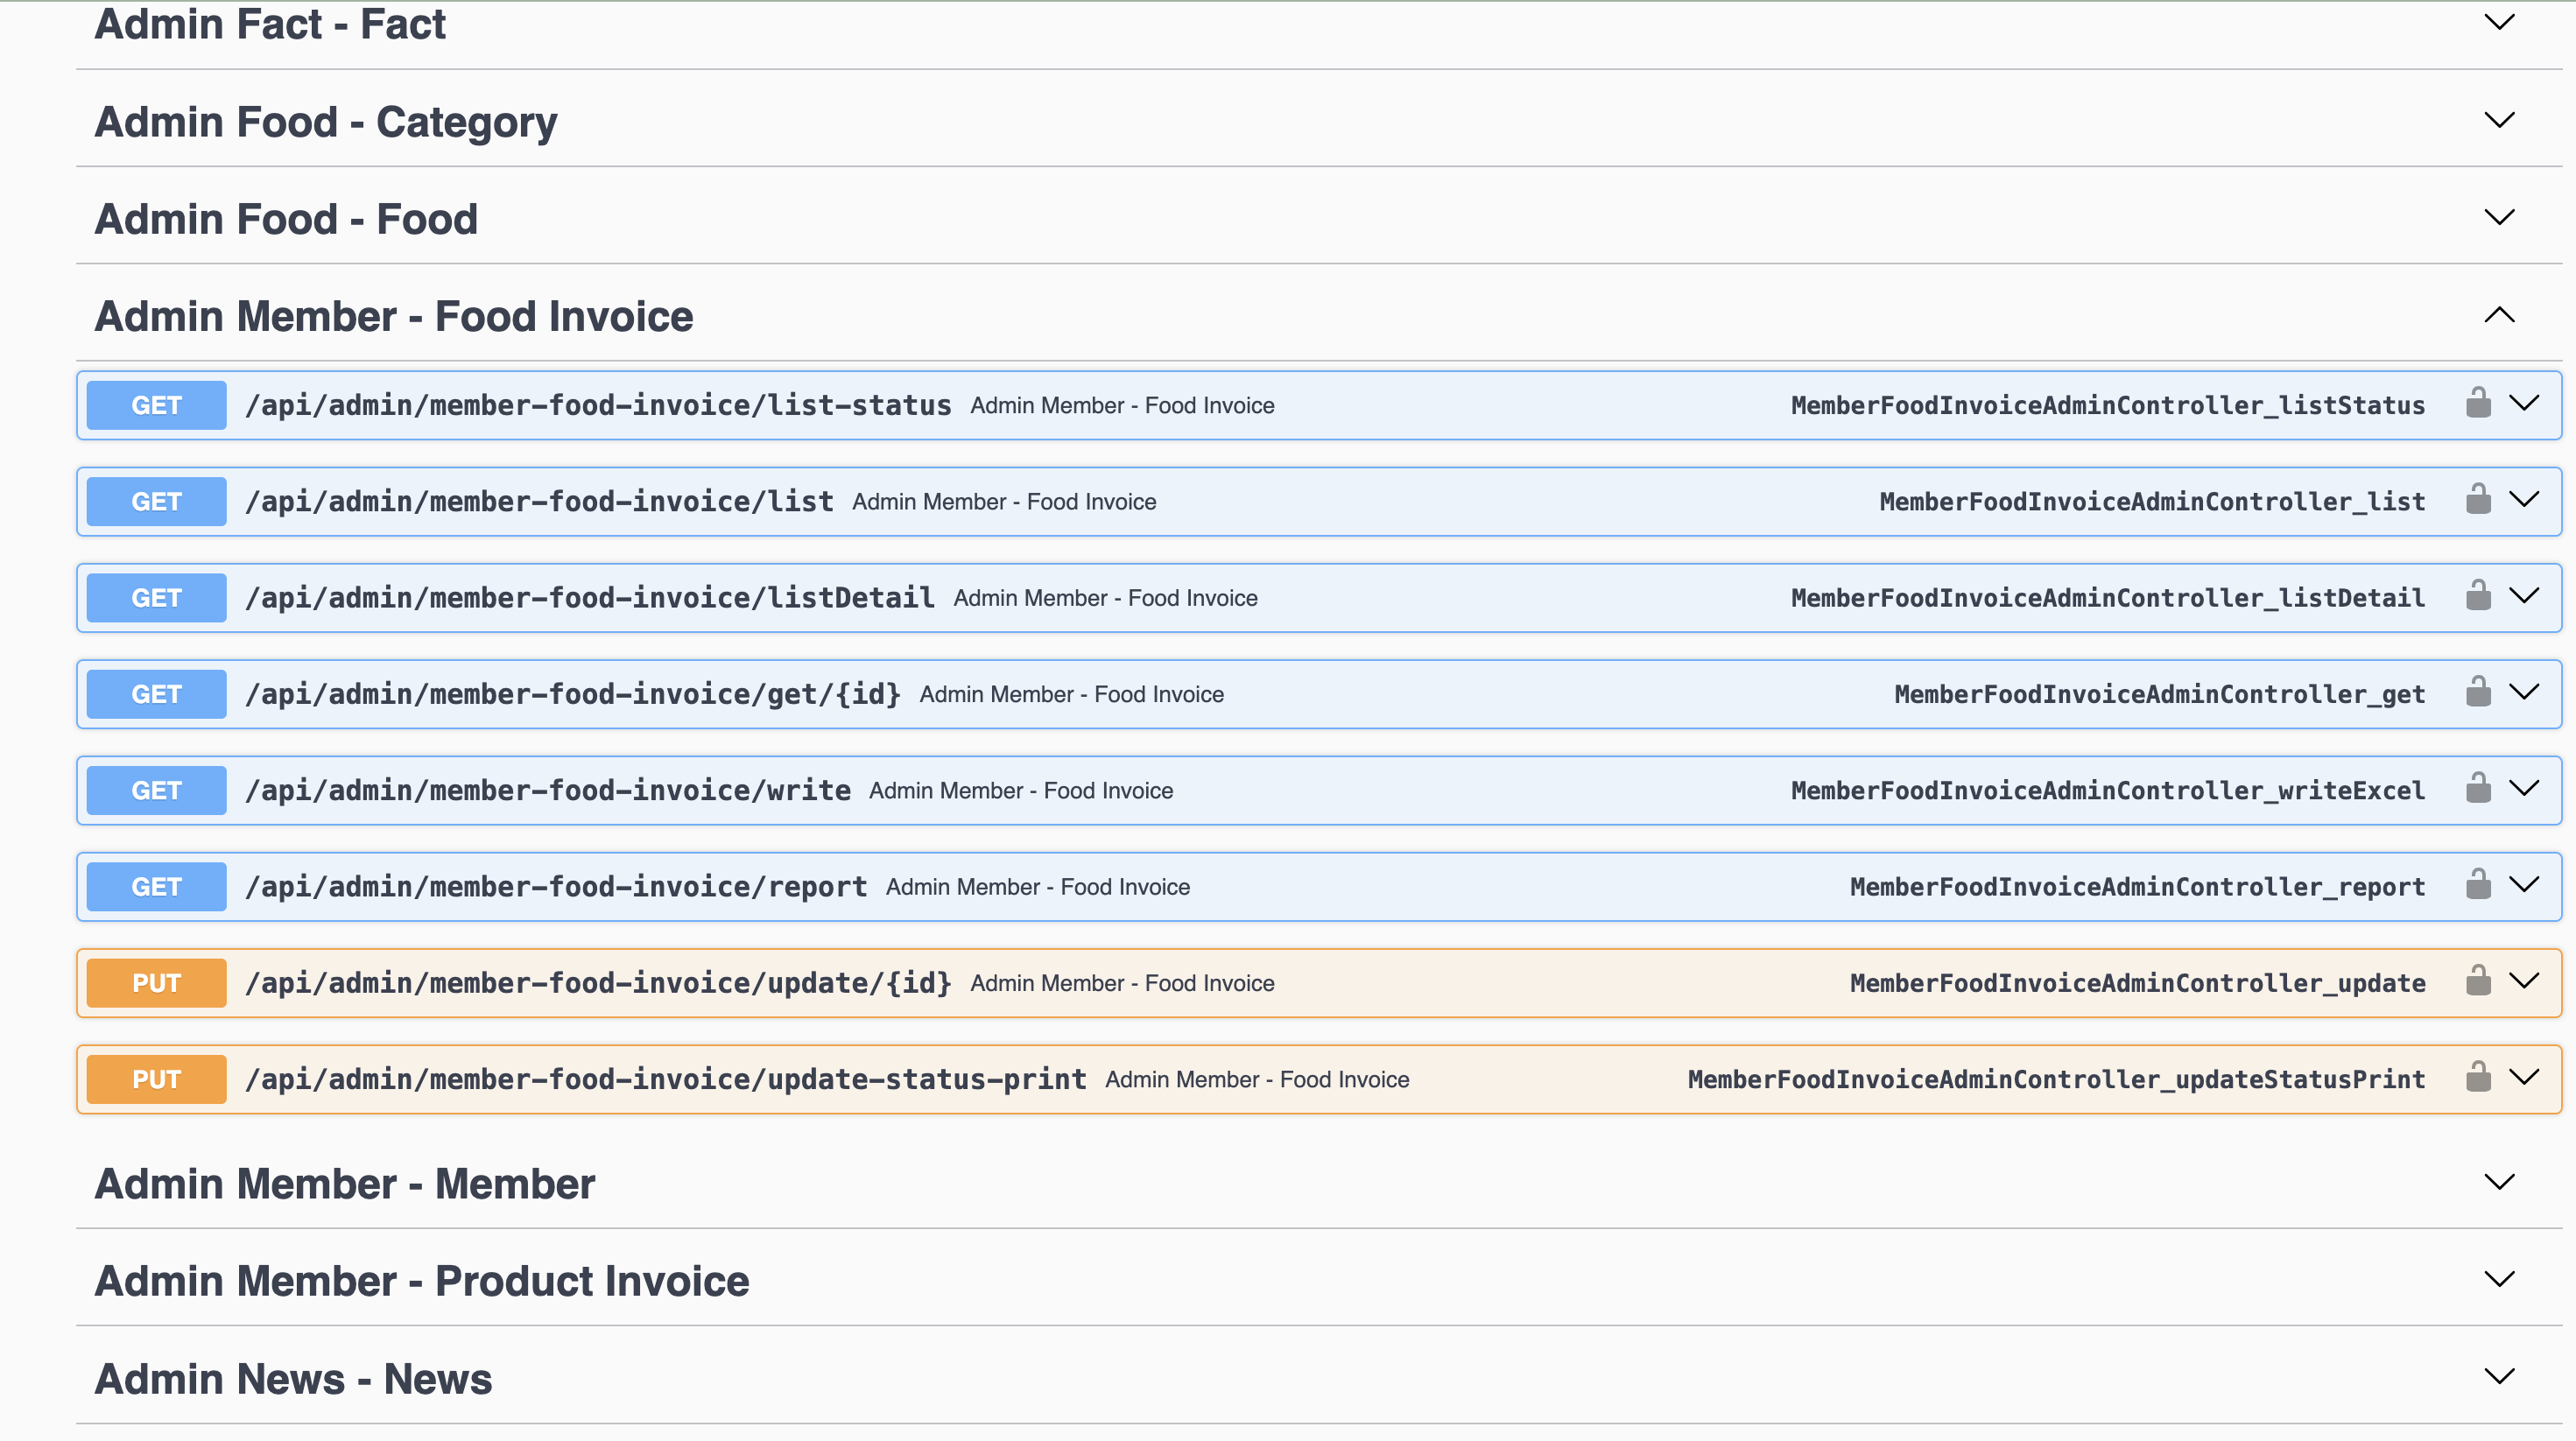 Admin Fact - Fact
Admin Food - Category
Admin Food - Food
Admin Member - Food Invoice
GET /api/admin/member-food-invoice/list-status Admin Member - Food Invoice MemberFoodInvoiceAdminController_listStatus
GET /api/admin/member-food-invoice/list Admin Member - Food Invoice MemberFoodInvoiceAdminController_list
GET /api/admin/member-food-invoice/listDetail Admin Member - Food Invoice MemberFoodInvoiceAdminController_listDetail
GET /api/admin/member-food-invoice/get/{id} Admin Member - Food Invoice MemberFoodInvoiceAdminController_get
GET /api/admin/member-food-invoice/write Admin Member - Food Invoice MemberFoodInvoiceAdminController_writeExcel
GET /api/admin/member-food-invoice/report Admin Member - Food Invoice MemberFoodInvoiceAdminController_report
PUT /api/admin/member-food-invoice/update/{id} Admin Member - Food Invoice MemberFoodInvoiceAdminController_update
PUT /api/admin/member-food-invoice/update-status-print Admin Member - Food Invoice MemberFoodInvoiceAdminController_updateStatusPrint
Admin Member - Member
Admin Member - Product Invoice
Admin News - News